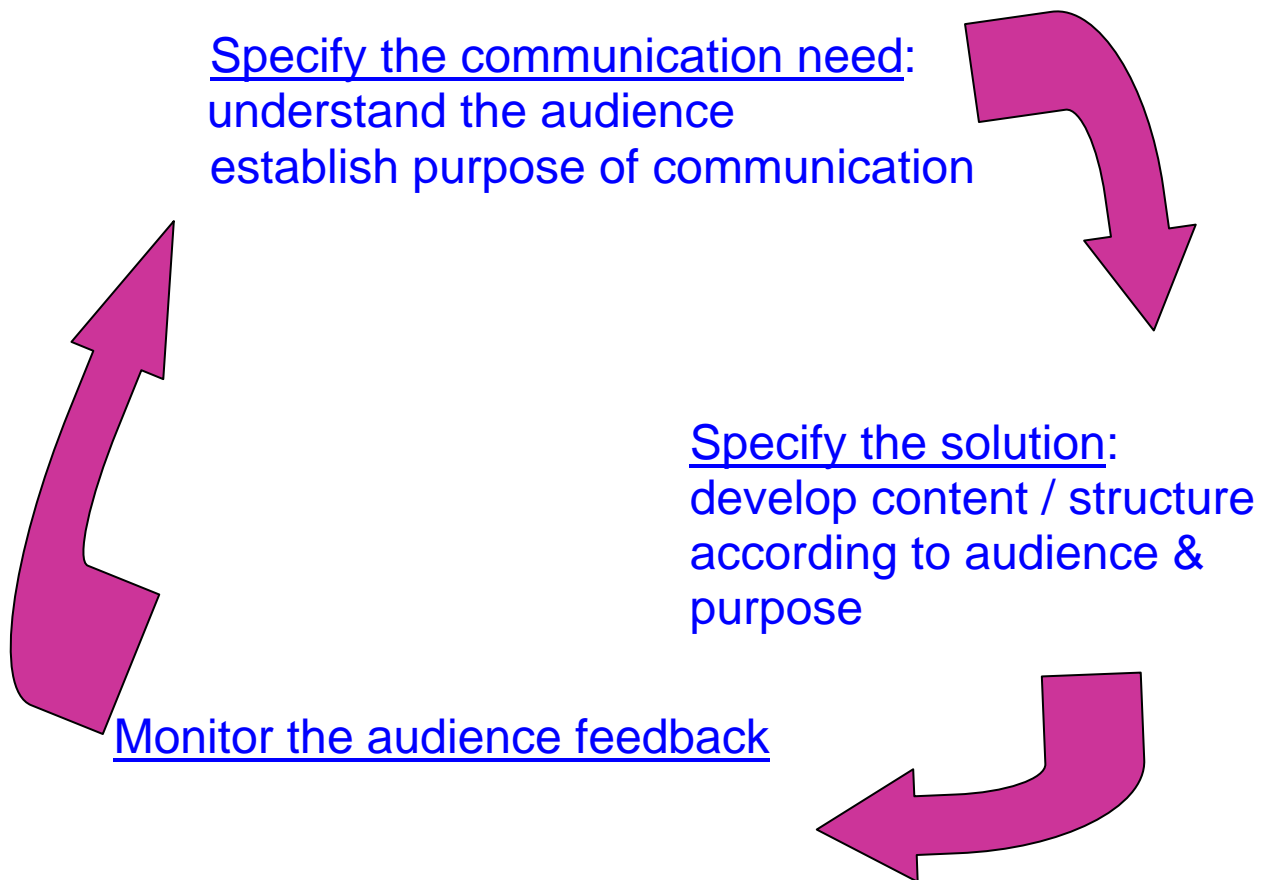 Specify the communication need:
understand the audience
establish purpose of communication
Specify the solution:
develop content / structure
according to audience &
purpose
Monitor the audience feedback